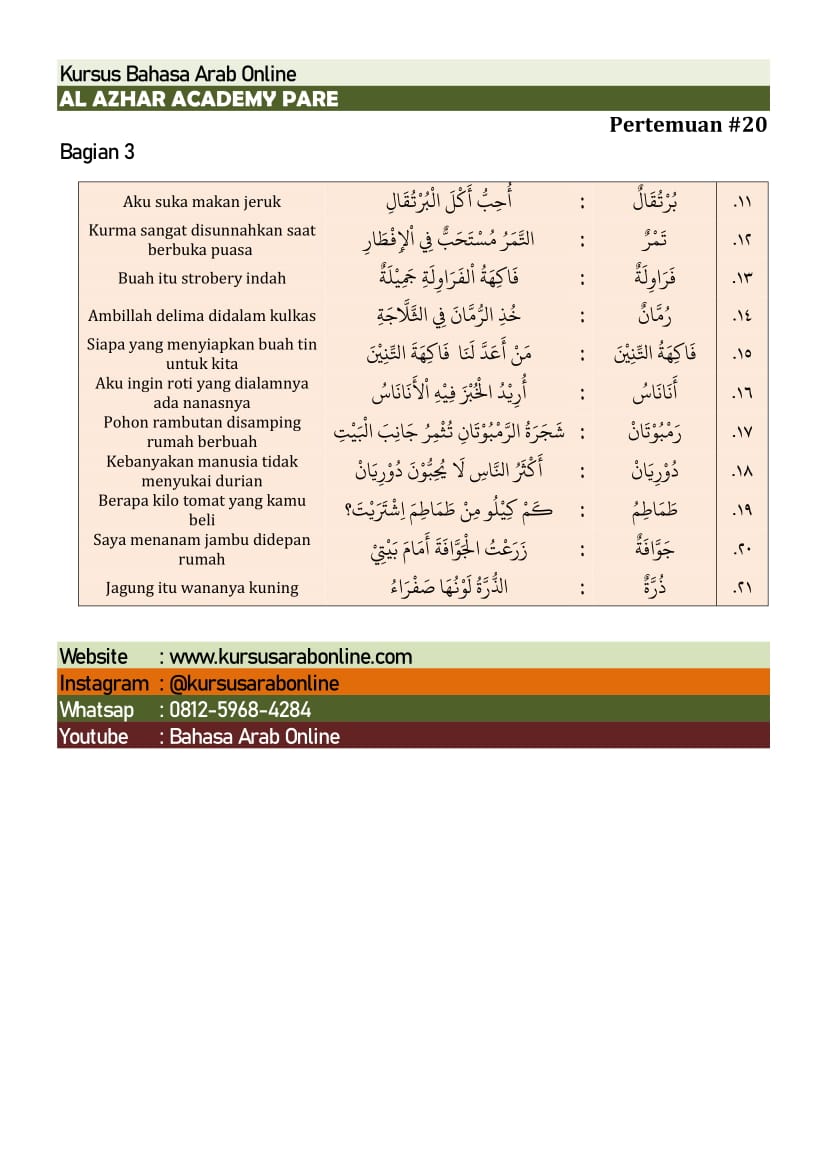 Kursus Bahasa Arab Online
AL AZHAR ACADEMY PARE
Pertemuan #20
Bagian 3
١١. بُرْتُقَالٌ : أُحِبُّ أَكْلَ الْبُرْتُقَالِ Aku suka makan jeruk
١٢. تَمْرٌ : التَّمَرُ مُسْتَحَبٌّ فِي اْلإِفْطَارِ Kurma sangat disunnahkan saat
berbuka puasa
١٣. فَرَاوِلَةٌ : فَاكِهَةُ اْلفَرَاوِلَةِ جَمِيْلَةٌ Buah itu strobery indah
١٤. رُمَّانٌ : خُذِ الرُّمَّانَ فِي الثَّلَّاجَةِ Ambillah delima didalam kulkas
١٥. فَاكِهَةُ التِّنِيْنَ : مَنْ أَعَدَّ لَنَا فَاكِهَةَ التِّنِيْنَ Siapa yang menyiapkan buah tin
untuk kita
١٦. أَنَانَاسُ : أُرِيْدُ الْخُبْزَ فِيْهِ اْلأَنَانَاسُ Aku ingin roti yang dialamnya
ada nanasnya
١٧. رَمْبُوْتَانْ : شَجَرَةُ الرَّمْبُوْتَانِ تُثْمِرُ جَانِبَ الْبَيْتِ Pohon rambutan disamping
rumah berbuah
١٨. دُوْرِيَانْ : أَكْثَرُ النَّاسِ لَا يُحِبُّوْنَ دُوْرِيَانْ Kebanyakan manusia tidak
menyukai durian
١٩. طَمَاطِمُ : كَمْ كِيْلُو مِنْ طَمَاطِمَ اِشْتَرَيْتَ؟ Berapa kilo tomat yang kamu
beli
٢٠. جَوَّافَةٌ : زَرَعْتُ الْجَوَّافَةَ أَمَامَ بَيْتِيْ Saya menanam jambu didepan
rumah
٢١. ذُرَّةٌ : الذُّرَّةُ لَوْنُهَا صَفْرَاءُ Jagung itu wananya kuning
Website : www.kursusarabonline.com
Instagram : @kursusarabonline
Whatsap : 0812-5968-4284
Youtube : Bahasa Arab Online